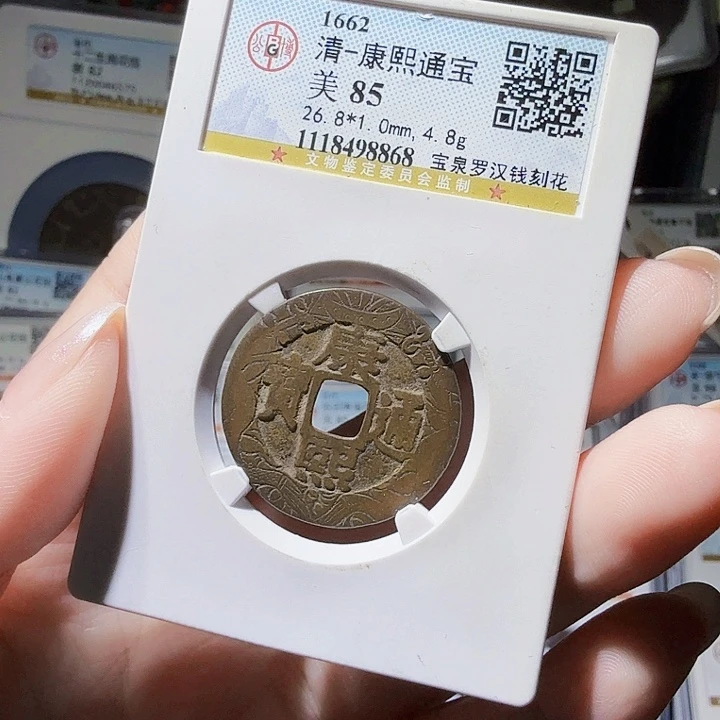 1662
清-康熙通宝
美 85
26.8*1.0mm, 4.8g
1118498868 宝泉罗汉钱刻花
文物鉴定委员会监制
康
寳 通
熙